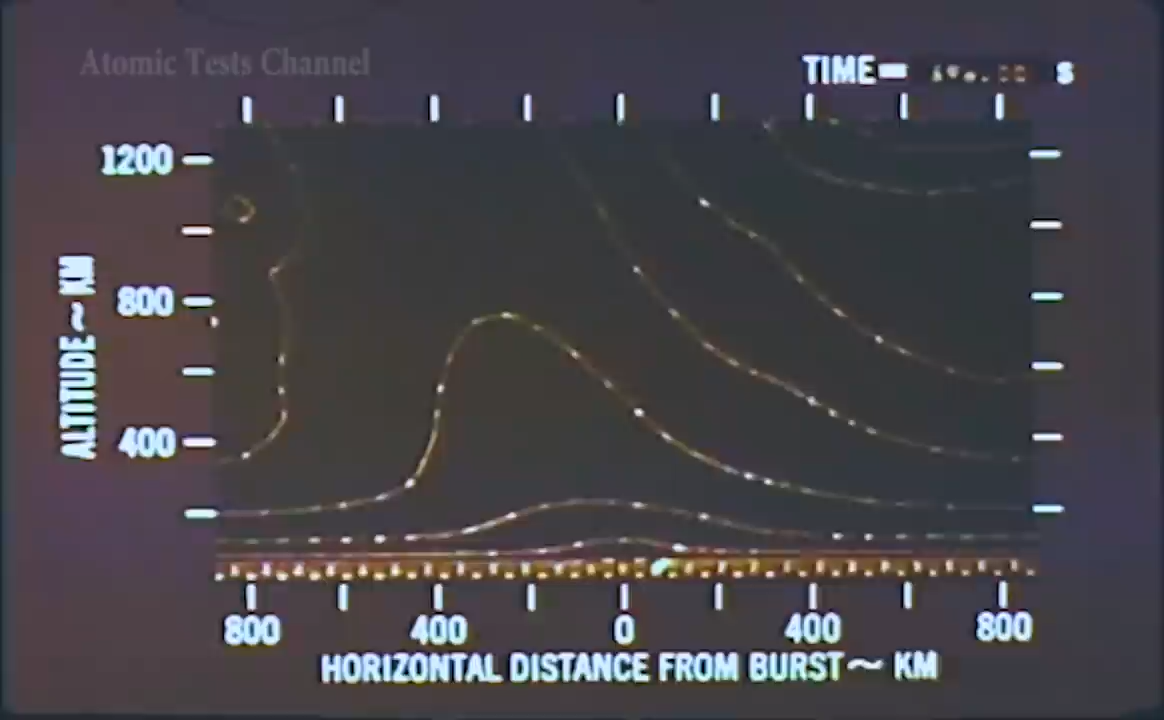 Atomic Tests Channel
TIME= s
1200
800
400
ALTITUDE ~ KM
800 400 0 400 800
HORIZONTAL DISTANCE FROM BURST ~ KM